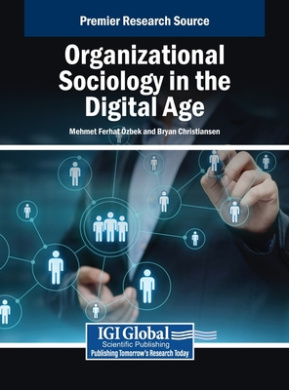 Premier Research Source
Organizational
Sociology in the
Digital Age
Mehmet Ferhat Özbek and Bryan Christiansen
IGI Global
Scientific Publishing
Publishing Tomorrow's Research Today